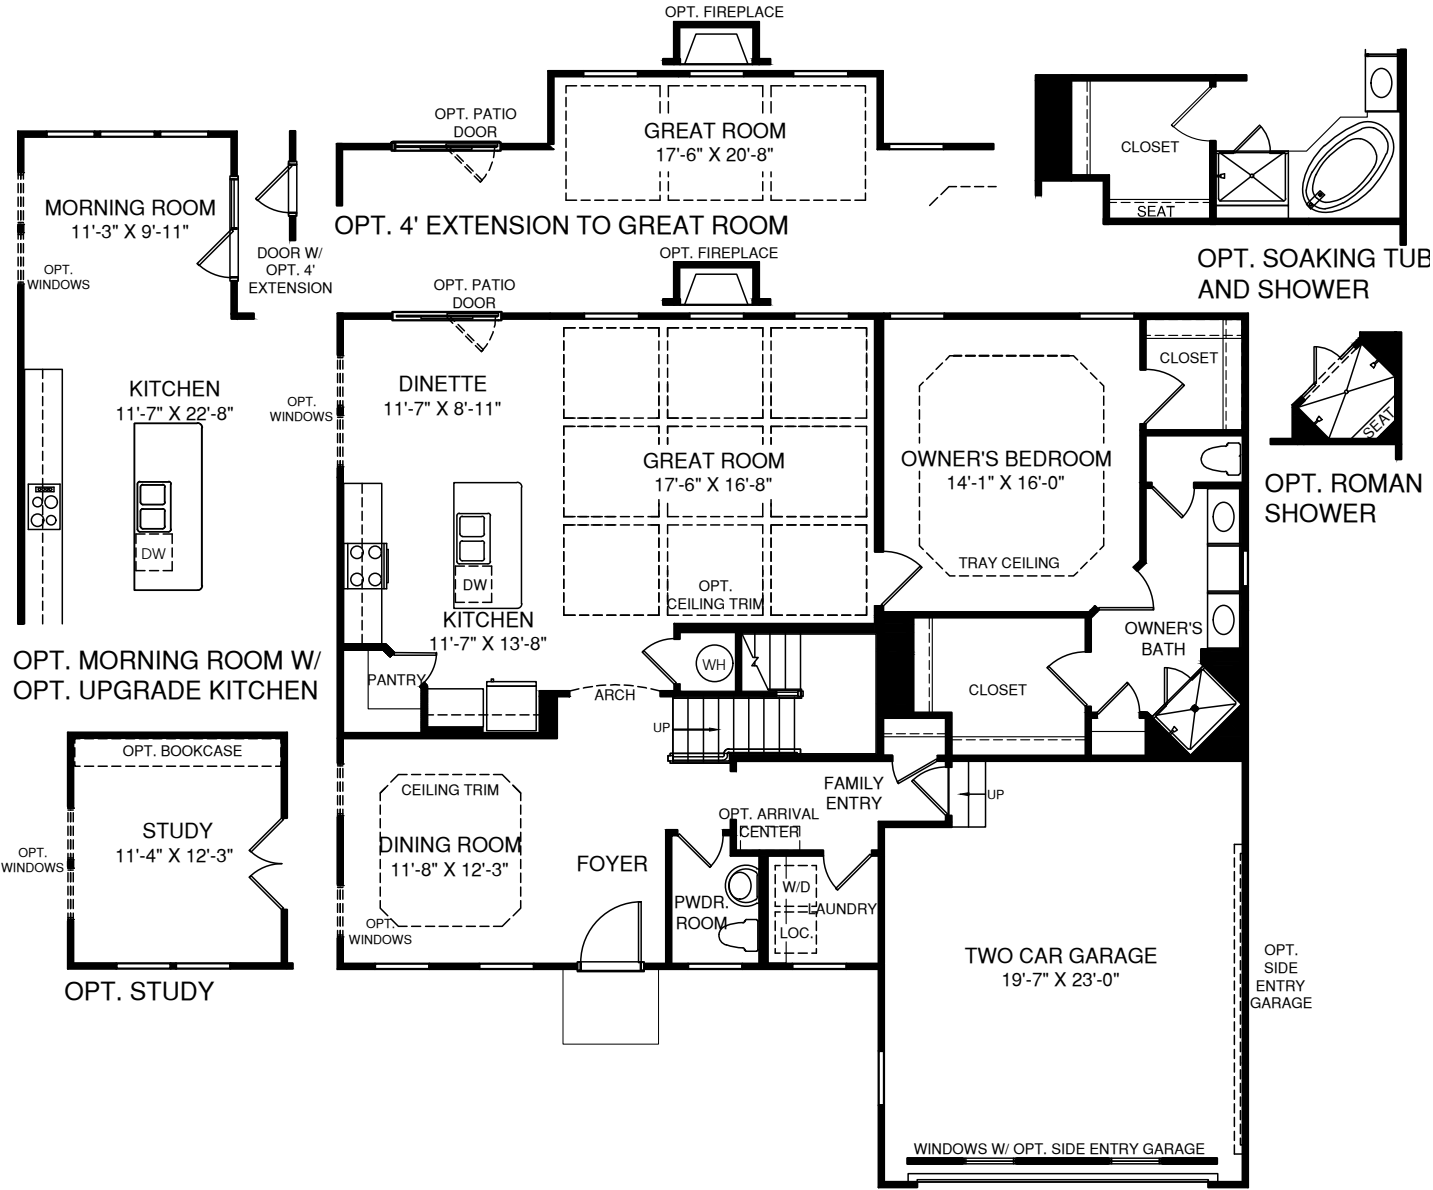 OPT. FIREPLACE
OPT. PATIO
DOOR
GREAT ROOM
17'-6" X 20'-8"
OPT. 4' EXTENSION TO GREAT ROOM
CLOSET
SEAT
OPT. SOAKING TUB
AND SHOWER
MORNING ROOM
11'-3" X 9'-11"
OPT.
WINDOWS
DOOR W/
OPT. 4'
EXTENSION
KITCHEN
11'-7" X 22'-8"
DW
OPT. MORNING ROOM W/
OPT. UPGRADE KITCHEN
OPT. FIREPLACE
OPT. PATIO
DOOR
OPT.
WINDOWS
DINETTE
11'-7" X 8'-11"
GREAT ROOM
17'-6" X 16'-8"
OPT.
CEILING TRIM
OWNER'S BEDROOM
14'-1" X 16'-0"
TRAY CEILING
CLOSET
SEAT
OPT. ROMAN
SHOWER
DW
KITCHEN
11'-7" X 13'-8"
PANTRY
ARCH
WH
UP
CLOSET
OWNER'S
BATH
OPT. BOOKCASE
STUDY
11'-4" X 12'-3"
OPT.
WINDOWS
OPT. STUDY
CEILING TRIM
DINING ROOM
11'-8" X 12'-3"
OPT.
WINDOWS
FOYER
OPT. ARRIVAL
CENTER
FAMILY
ENTRY
UP
PWDR.
ROOM
W/D
LAUNDRY
LOC.
TWO CAR GARAGE
19'-7" X 23'-0"
OPT.
SIDE
ENTRY
GARAGE
WINDOWS W/ OPT. SIDE ENTRY GARAGE